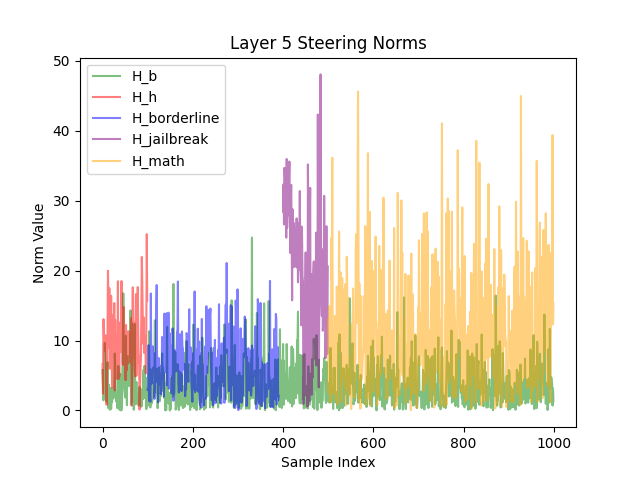 Layer 5 Steering Norms
50
40
30
20
10
0
Norm Value
H_b
H_h
H_borderline
H_jailbreak
H_math
0 200 400 600 800 1000
Sample Index